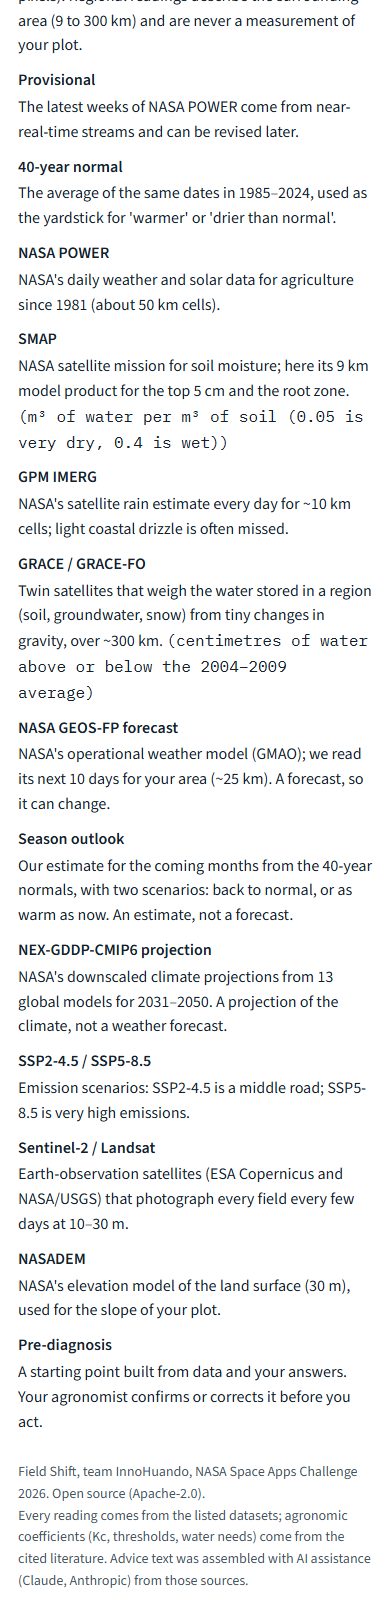 area (9 to 300 km) and are never a measurement of
your plot.
Provisional
The latest weeks of NASA POWER come from near-
real-time streams and can be revised later.
40-year normal
The average of the same dates in 1985–2024, used as
the yardstick for 'warmer' or 'drier than normal'.
NASA POWER
NASA's daily weather and solar data for agriculture
since 1981 (about 50 km cells).
SMAP
NASA satellite mission for soil moisture; here its 9 km
model product for the top 5 cm and the root zone.
(m³ of water per m³ of soil (0.05 is
very dry, 0.4 is wet))
GPM IMERG
NASA's satellite rain estimate every day for ~10 km
cells; light coastal drizzle is often missed.
GRACE / GRACE-FO
Twin satellites that weigh the water stored in a region
(soil, groundwater, snow) from tiny changes in
gravity, over ~300 km. (centimetres of water
above or below the 2004–2009
average)
NASA GEOS-FP forecast
NASA's operational weather model (GMAO); we read
its next 10 days for your area (~25 km). A forecast, so
it can change.
Season outlook
Our estimate for the coming months from the 40-year
normals, with two scenarios: back to normal, or as
warm as now. An estimate, not a forecast.
NEX-GDDP-CMIP6 projection
NASA's downscaled climate projections from 13
global models for 2031–2050. A projection of the
climate, not a weather forecast.
SSP2-4.5 / SSP5-8.5
Emission scenarios: SSP2-4.5 is a middle road; SSP5-
8.5 is very high emissions.
Sentinel-2 / Landsat
Earth-observation satellites (ESA Copernicus and
NASA/USGS) that photograph every field every few
days at 10–30 m.
NASADEM
NASA's elevation model of the land surface (30 m),
used for the slope of your plot.
Pre-diagnosis
A starting point built from data and your answers.
Your agronomist confirms or corrects it before you
act.
Field Shift, team InnoHuando, NASA Space Apps Challenge
2026. Open source (Apache-2.0).
Every reading comes from the listed datasets; agronomic
coefficients (Kc, thresholds, water needs) come from the
cited literature. Advice text was assembled with AI assistance
(Claude, Anthropic) from those sources.